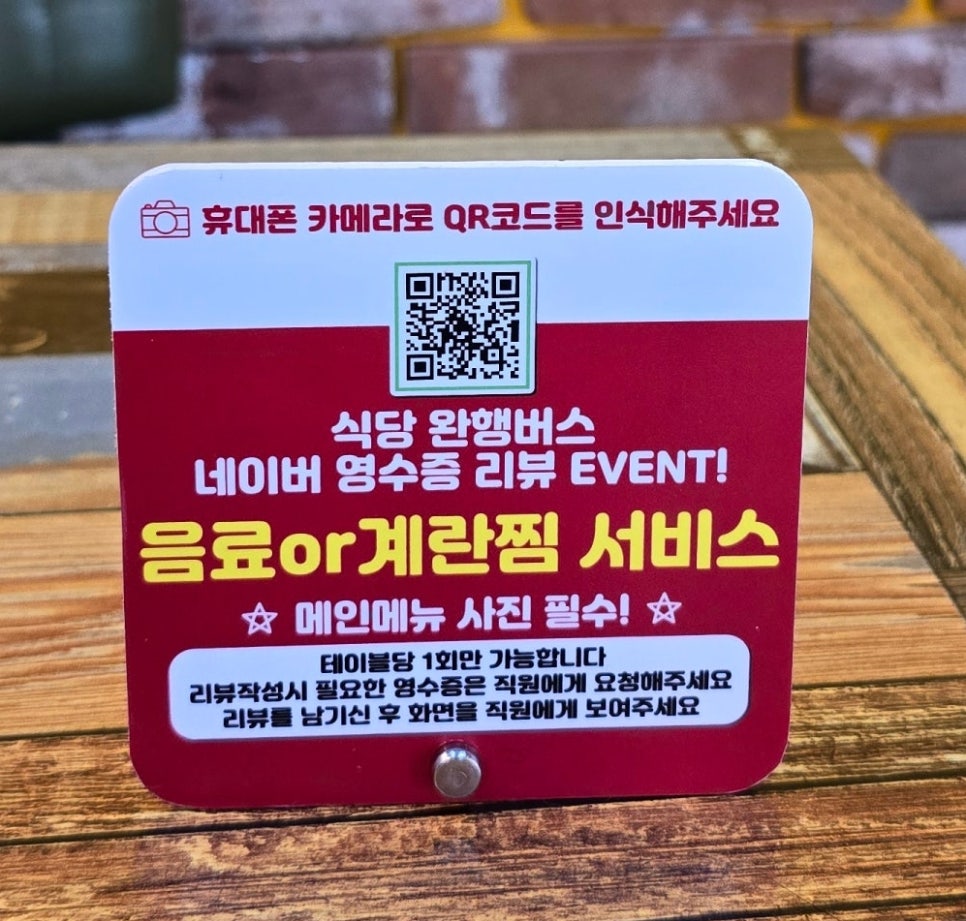 휴대폰 카메라로 QR코드를 인식해주세요
식당 완행버스
네이버 영수증 리뷰 EVENT!
음료or계란찜 서비스
☆ 메인메뉴 사진 필수! ☆
테이블당 1회만 가능합니다
리뷰작성시 필요한 영수증은 직원에게 요청해주세요
리뷰를 남기신 후 화면을 직원에게 보여주세요